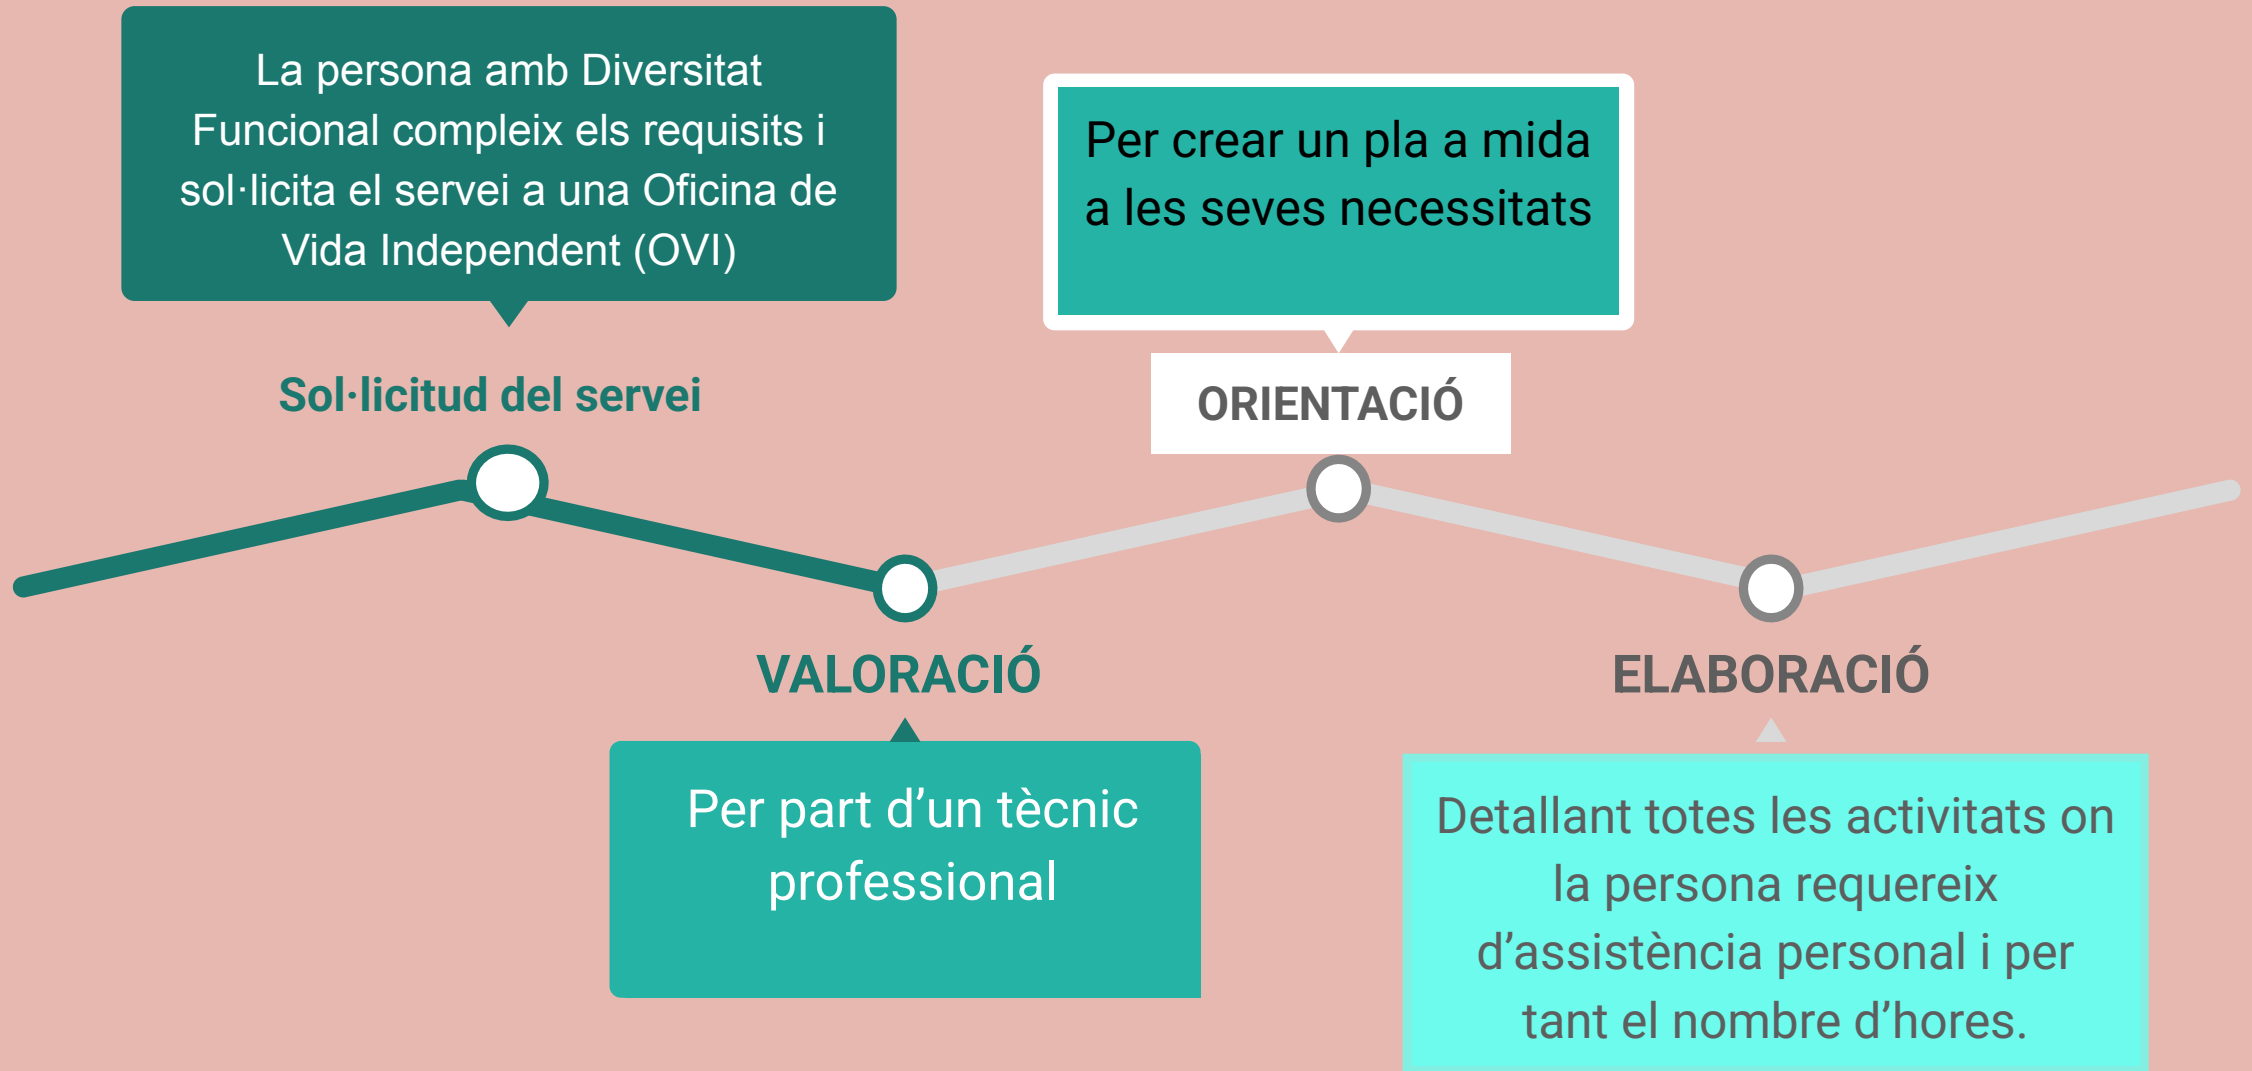 La persona amb Diversitat
Funcional compleix els requisits i
sol·licita el servei a una Oficina de
Vida Independent (OVI)
Sol·licitud del servei
Per crear un pla a mida
a les seves necessitats
ORIENTACIÓ
VALORACIÓ
Per part d’un tècnic
professional
ELABORACIÓ
Detallant totes les activitats on
la persona requereix
d’assistència personal i per
tant el nombre d’hores.